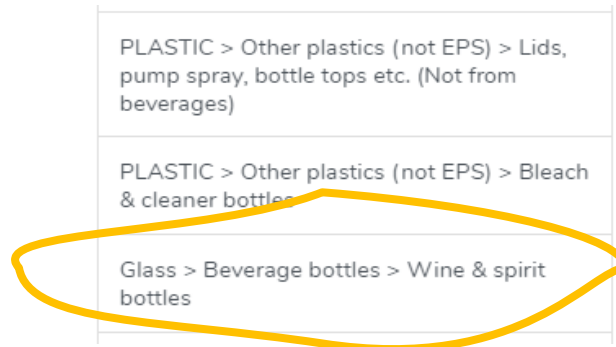 PLASTIC > Other plastics (not EPS) > Lids,
pump spray, bottle tops etc. (Not from
beverages)
PLASTIC > Other plastics (not EPS) > Bleach
& cleaner bottles
Glass > Beverage bottles > Wine & spirit
bottles